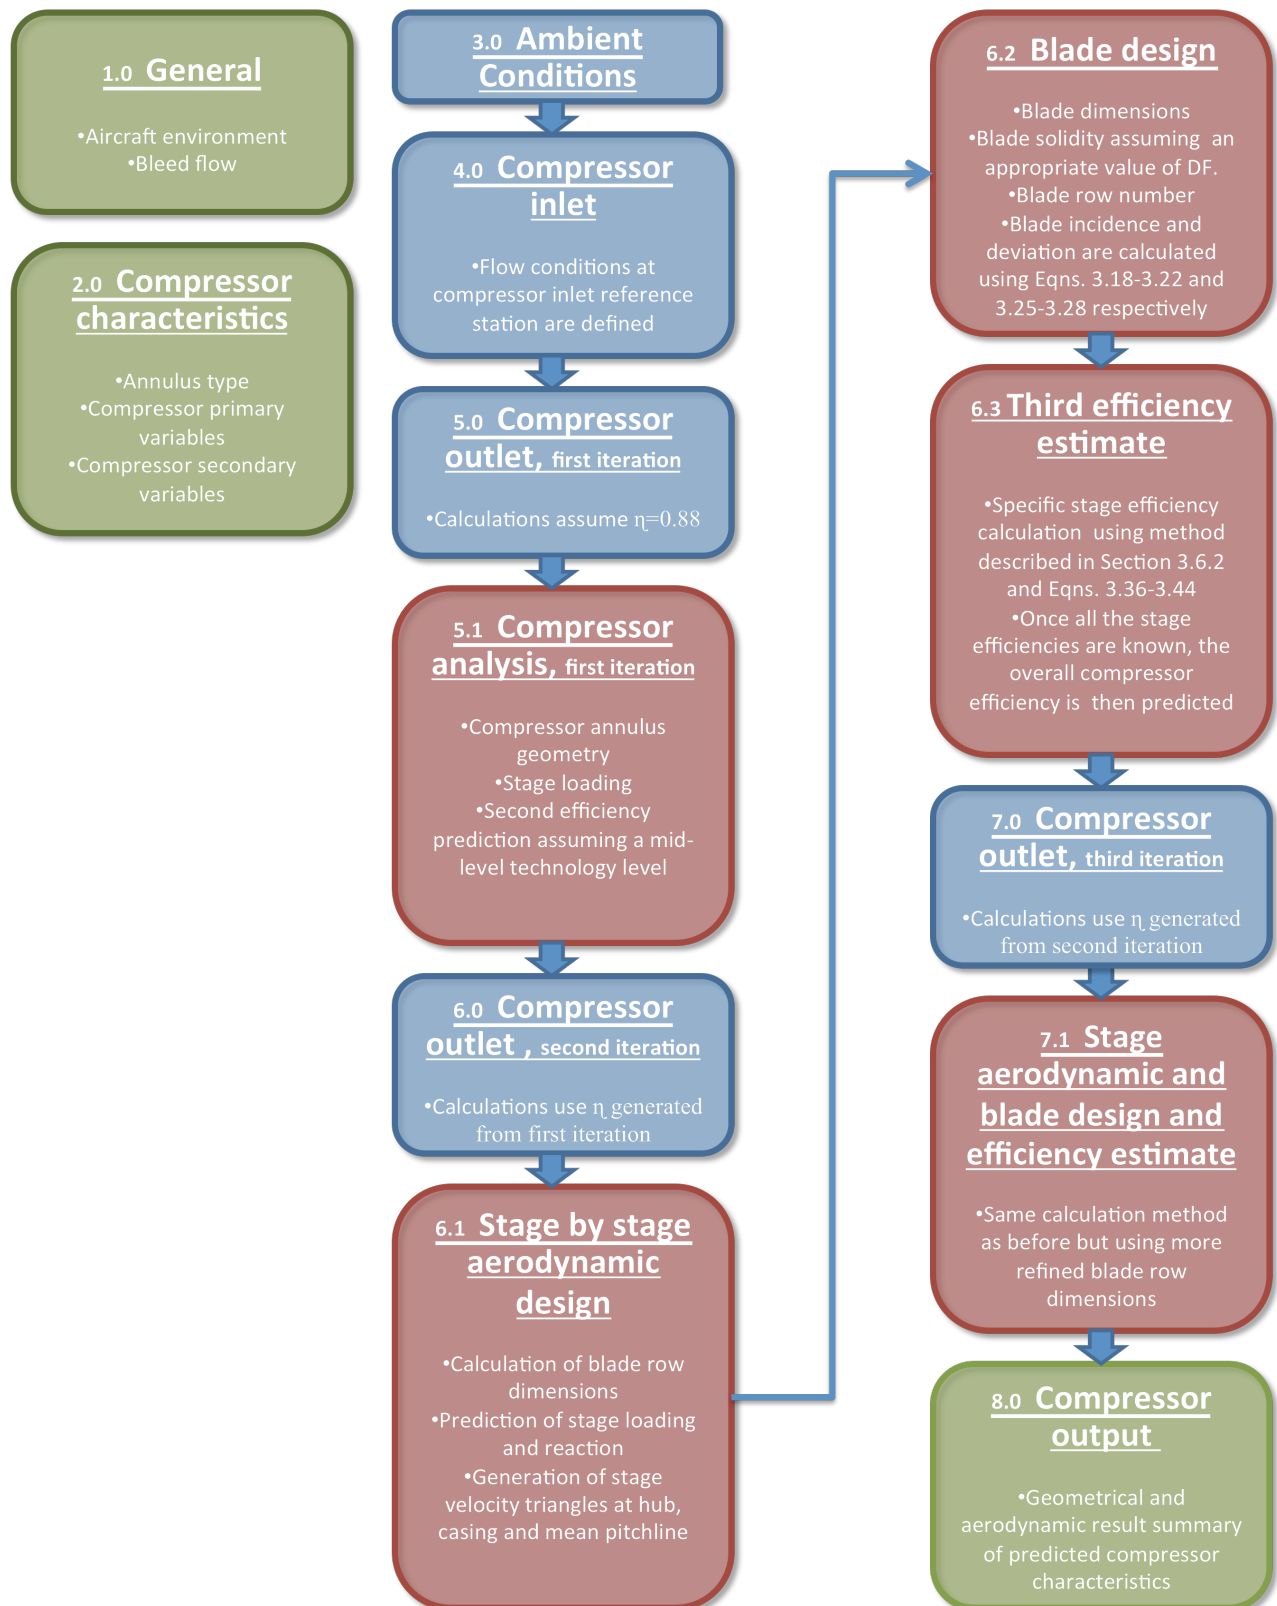 1.0 General
•Aircraft environment
•Bleed flow
2.0 Compressor
characteristics
•Annulus type
•Compressor primary
variables
•Compressor secondary
variables
3.0 Ambient
Conditions
4.0 Compressor
inlet
•Flow conditions at
compressor inlet reference
station are defined
5.0 Compressor
outlet, first iteration
•Calculations assume η=0.88
5.1 Compressor
analysis, first iteration
•Compressor annulus
geometry
•Stage loading
•Second efficiency
prediction assuming a mid-
level technology level
6.0 Compressor
outlet , second iteration
•Calculations use η generated
from first iteration
6.1 Stage by stage
aerodynamic
design
•Calculation of blade row
dimensions
•Prediction of stage loading
and reaction
•Generation of stage
velocity triangles at hub,
casing and mean pitchline
6.2 Blade design
•Blade dimensions
•Blade solidity assuming an
appropriate value of DF.
•Blade row number
•Blade incidence and
deviation are calculated
using Eqns. 3.18-3.22 and
3.25-3.28 respectively
6.3 Third efficiency
estimate
•Specific stage efficiency
calculation using method
described in Section 3.6.2
and Eqns. 3.36-3.44
•Once all the stage
efficiencies are known, the
overall compressor
efficiency is then predicted
7.0 Compressor
outlet, third iteration
•Calculations use η generated
from second iteration
7.1 Stage
aerodynamic and
blade design and
efficiency estimate
•Same calculation method
as before but using more
refined blade row
dimensions
8.0 Compressor
output
•Geometrical and
aerodynamic result summary
of predicted compressor
characteristics